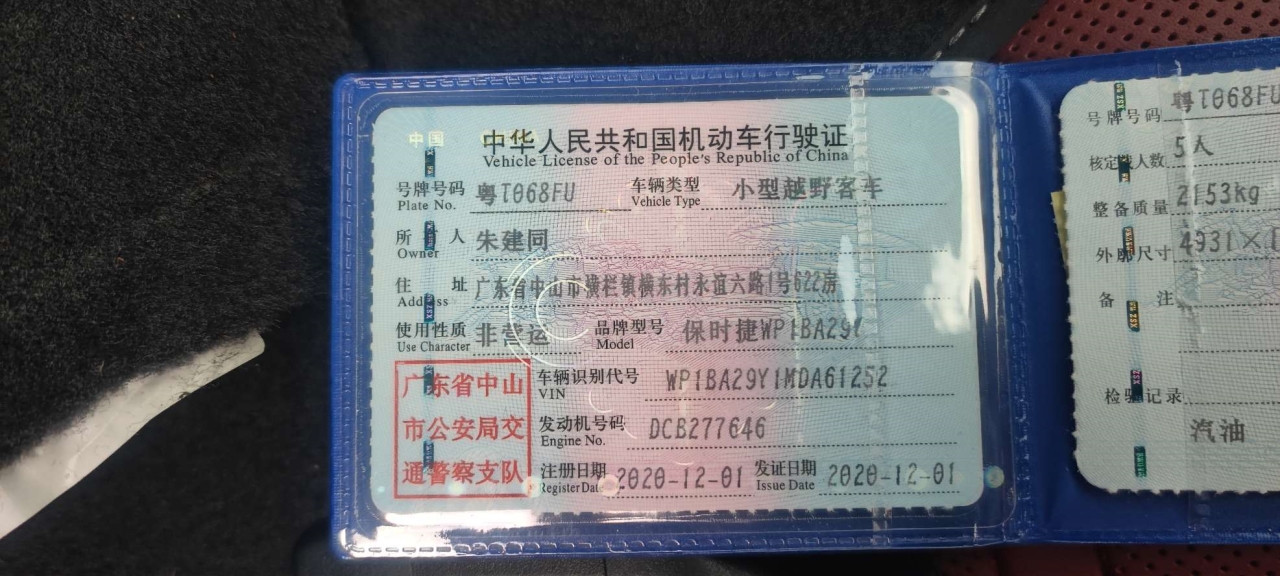 中国
中华人民共和国机动车行驶证
Vehicle License of the People's Republic of China
号牌号码 粤T068FU 车辆类型 小型越野客车
Plate No. Vehicle Type
所 人 朱建同
Owner
住 址 广东省中山市横栏镇横东村永谊六路1号622房
Address
使用性质 非营运 品牌型号 保时捷WP1BA29
Use Character Model
广东省中山
市公安局交
通警察支队
车辆识别代号 WP1BA29Y1MDA61252
VIN
发动机号码 DCB277646
Engine No.
注册日期 2020-12-01 发证日期 2020-12-01
Register Date Issue Date
号牌号码 粤T068FU
核定 人数 5人
整备质量 2153kg
外廓尺寸 4931×1
备 注
检验记录
汽油